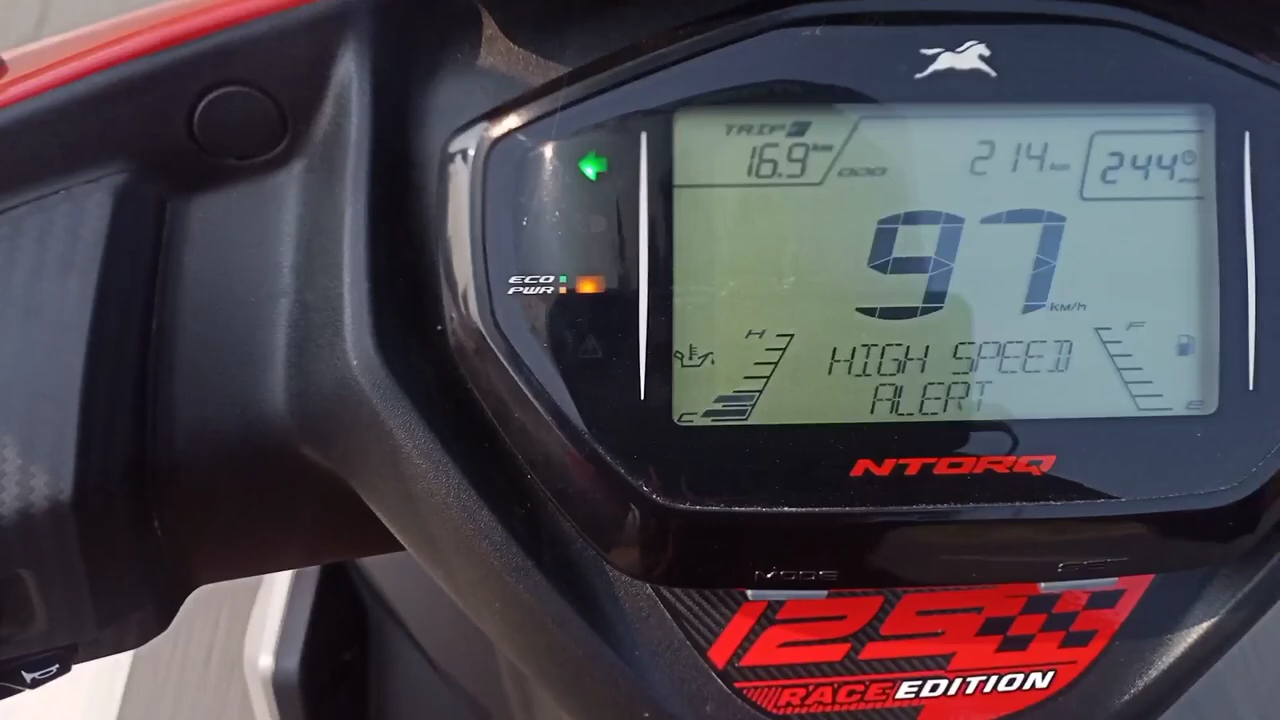 TRIP
16.9 km
ODO 214 km
244
97 km/h
ECO
PWR
H
F
HIGH SPEED
ALERT
C
E
NTORQ
MODE
SET
125
RACE EDITION